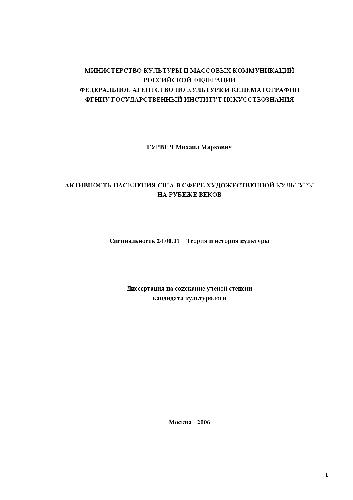 МИНИСТЕРСТВО КУЛЬТУРЫ И МАССОВЫХ КОММУНИКАЦИЙ
РОССИЙСКОЙ ФЕДЕРАЦИИ
ФЕДЕРАЛЬНОЕ АГЕНТСТВО ПО КУЛЬТУРЕ И КИНЕМАТОГРАФИИ
ФГНИУ ГОСУДАРСТВЕННЫЙ ИНСТИТУТ ИСКУССТВОЗНАНИЯ
ГУРВИЧ Михаил Маркович
АКТИВНОСТЬ НАСЕЛЕНИЯ США В СФЕРЕ ХУДОЖЕСТВЕННОЙ КУЛЬТУРЫ
НА РУБЕЖЕ ВЕКОВ
Специальность 24.00.01 – Теория и история культуры
Диссертация на соискание ученой степени
кандидата культурологии
Москва - 2006
1